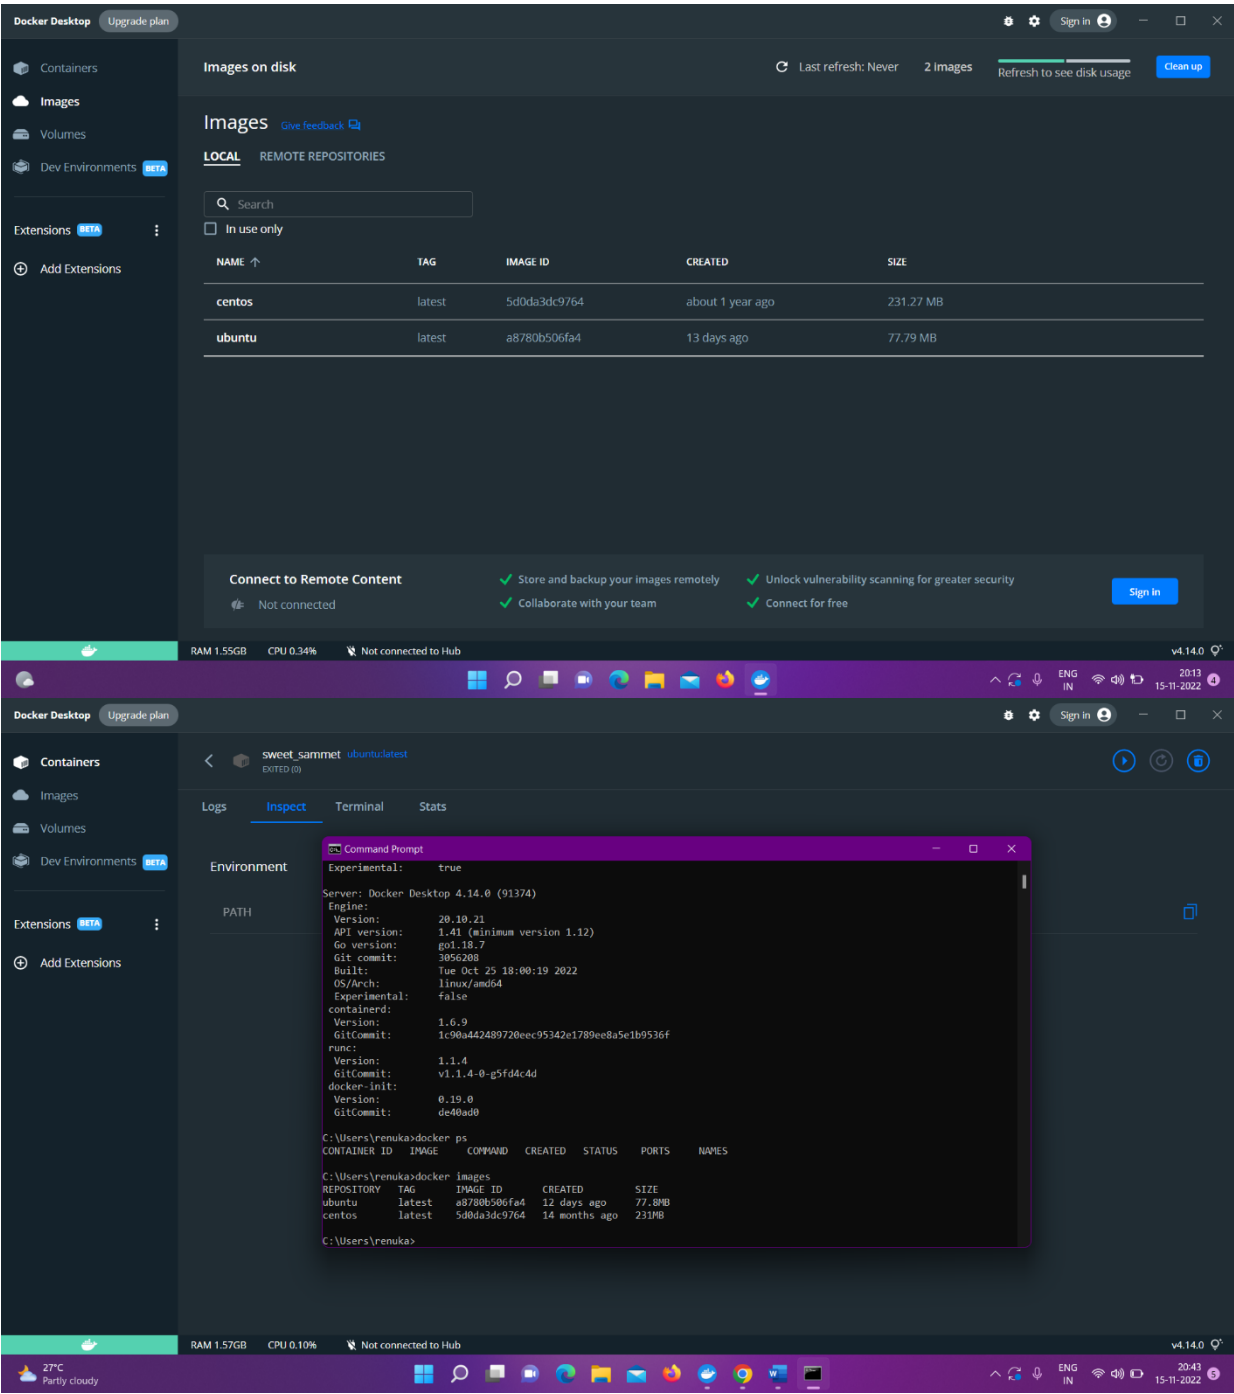 Docker Desktop Upgrade plan Sign in
Containers
Images
Volumes
Dev Environments BETA
Extensions BETA
Add Extensions
Images on disk Last refresh: Never 2 images Refresh to see disk usage Clean up
Images Give feedback
LOCAL REMOTE REPOSITORIES
Search
In use only
NAME TAG IMAGE ID CREATED SIZE
centos latest 5d0da3dc9764 about 1 year ago 231.27 MB
ubuntu latest a8780b506fa4 13 days ago 77.79 MB
Connect to Remote Content
Not connected
Store and backup your images remotely
Collaborate with your team
Unlock vulnerability scanning for greater security
Connect for free
Sign in
RAM 1.55GB CPU 0.34% Not connected to Hub v4.14.0
ENG
IN
20:13
15-11-2022
4
Docker Desktop Upgrade plan Sign in
Containers
Images
Volumes
Dev Environments BETA
Extensions BETA
Add Extensions
sweet_sammet ubuntu:latest
EXITED (0)
Logs Inspect Terminal Stats
Environment
PATH
Command Prompt
Experimental: true
Server: Docker Desktop 4.14.0 (91374)
Engine:
Version: 20.10.21
API version: 1.41 (minimum version 1.12)
Go version: go1.18.7
Git commit: 3056208
Built: Tue Oct 25 18:00:19 2022
OS/Arch: linux/amd64
Experimental: false
containerd:
Version: 1.6.9
GitCommit: 1c90a442489720eec95342e1789ee8a5e1b9536f
runc:
Version: 1.1.4
GitCommit: v1.1.4-0-g5fd4c4d
docker-init:
Version: 0.19.0
GitCommit: de40ad0
C:\Users\renuka>docker ps
CONTAINER ID IMAGE COMMAND CREATED STATUS PORTS NAMES
C:\Users\renuka>docker images
REPOSITORY TAG IMAGE ID CREATED SIZE
ubuntu latest a8780b506fa4 12 days ago 77.8MB
centos latest 5d0da3dc9764 14 months ago 231MB
C:\Users\renuka>
RAM 1.57GB CPU 0.10% Not connected to Hub v4.14.0
27°C
Partly cloudy
ENG
IN
20:43
15-11-2022
5